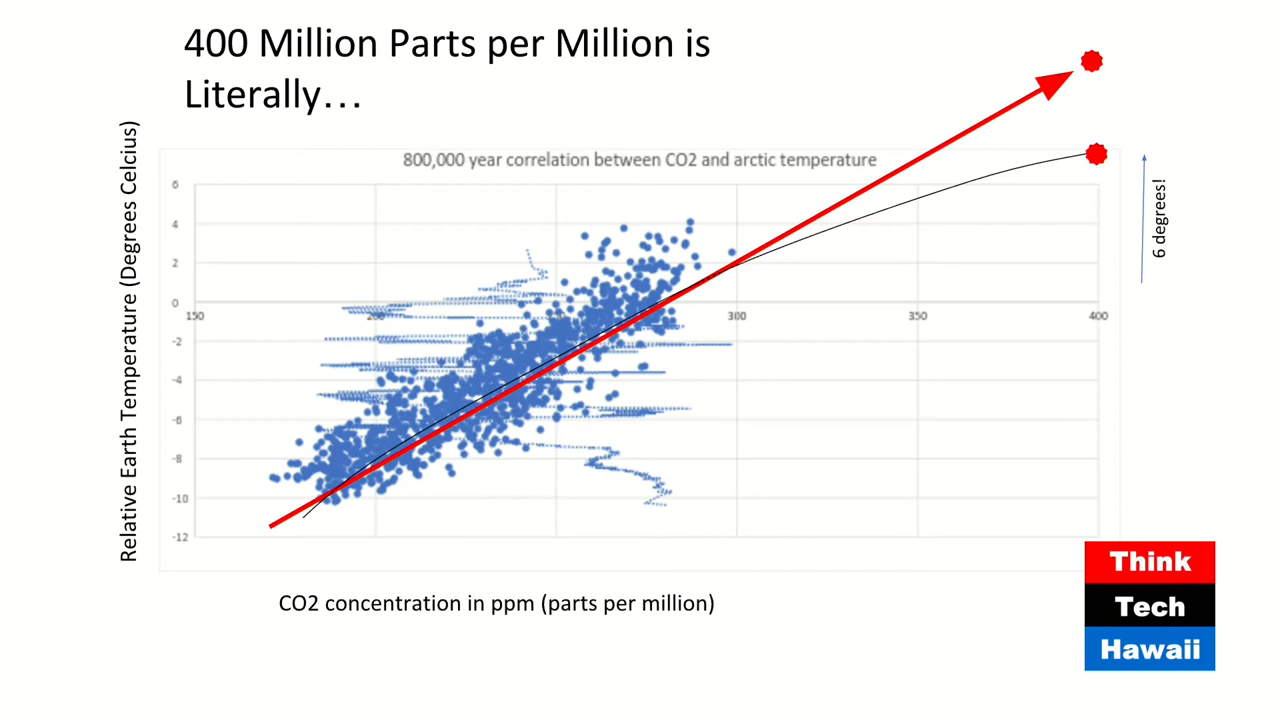 400 Million Parts per Million is
Literally…
800,000 year correlation between CO2 and arctic temperature
Relative Earth Temperature (Degrees Celcius)
6
4
2
0
-2
-4
-6
-8
-10
-12
150
300
350
400
6 degrees!
CO2 concentration in ppm (parts per million)
Think
Tech
Hawaii